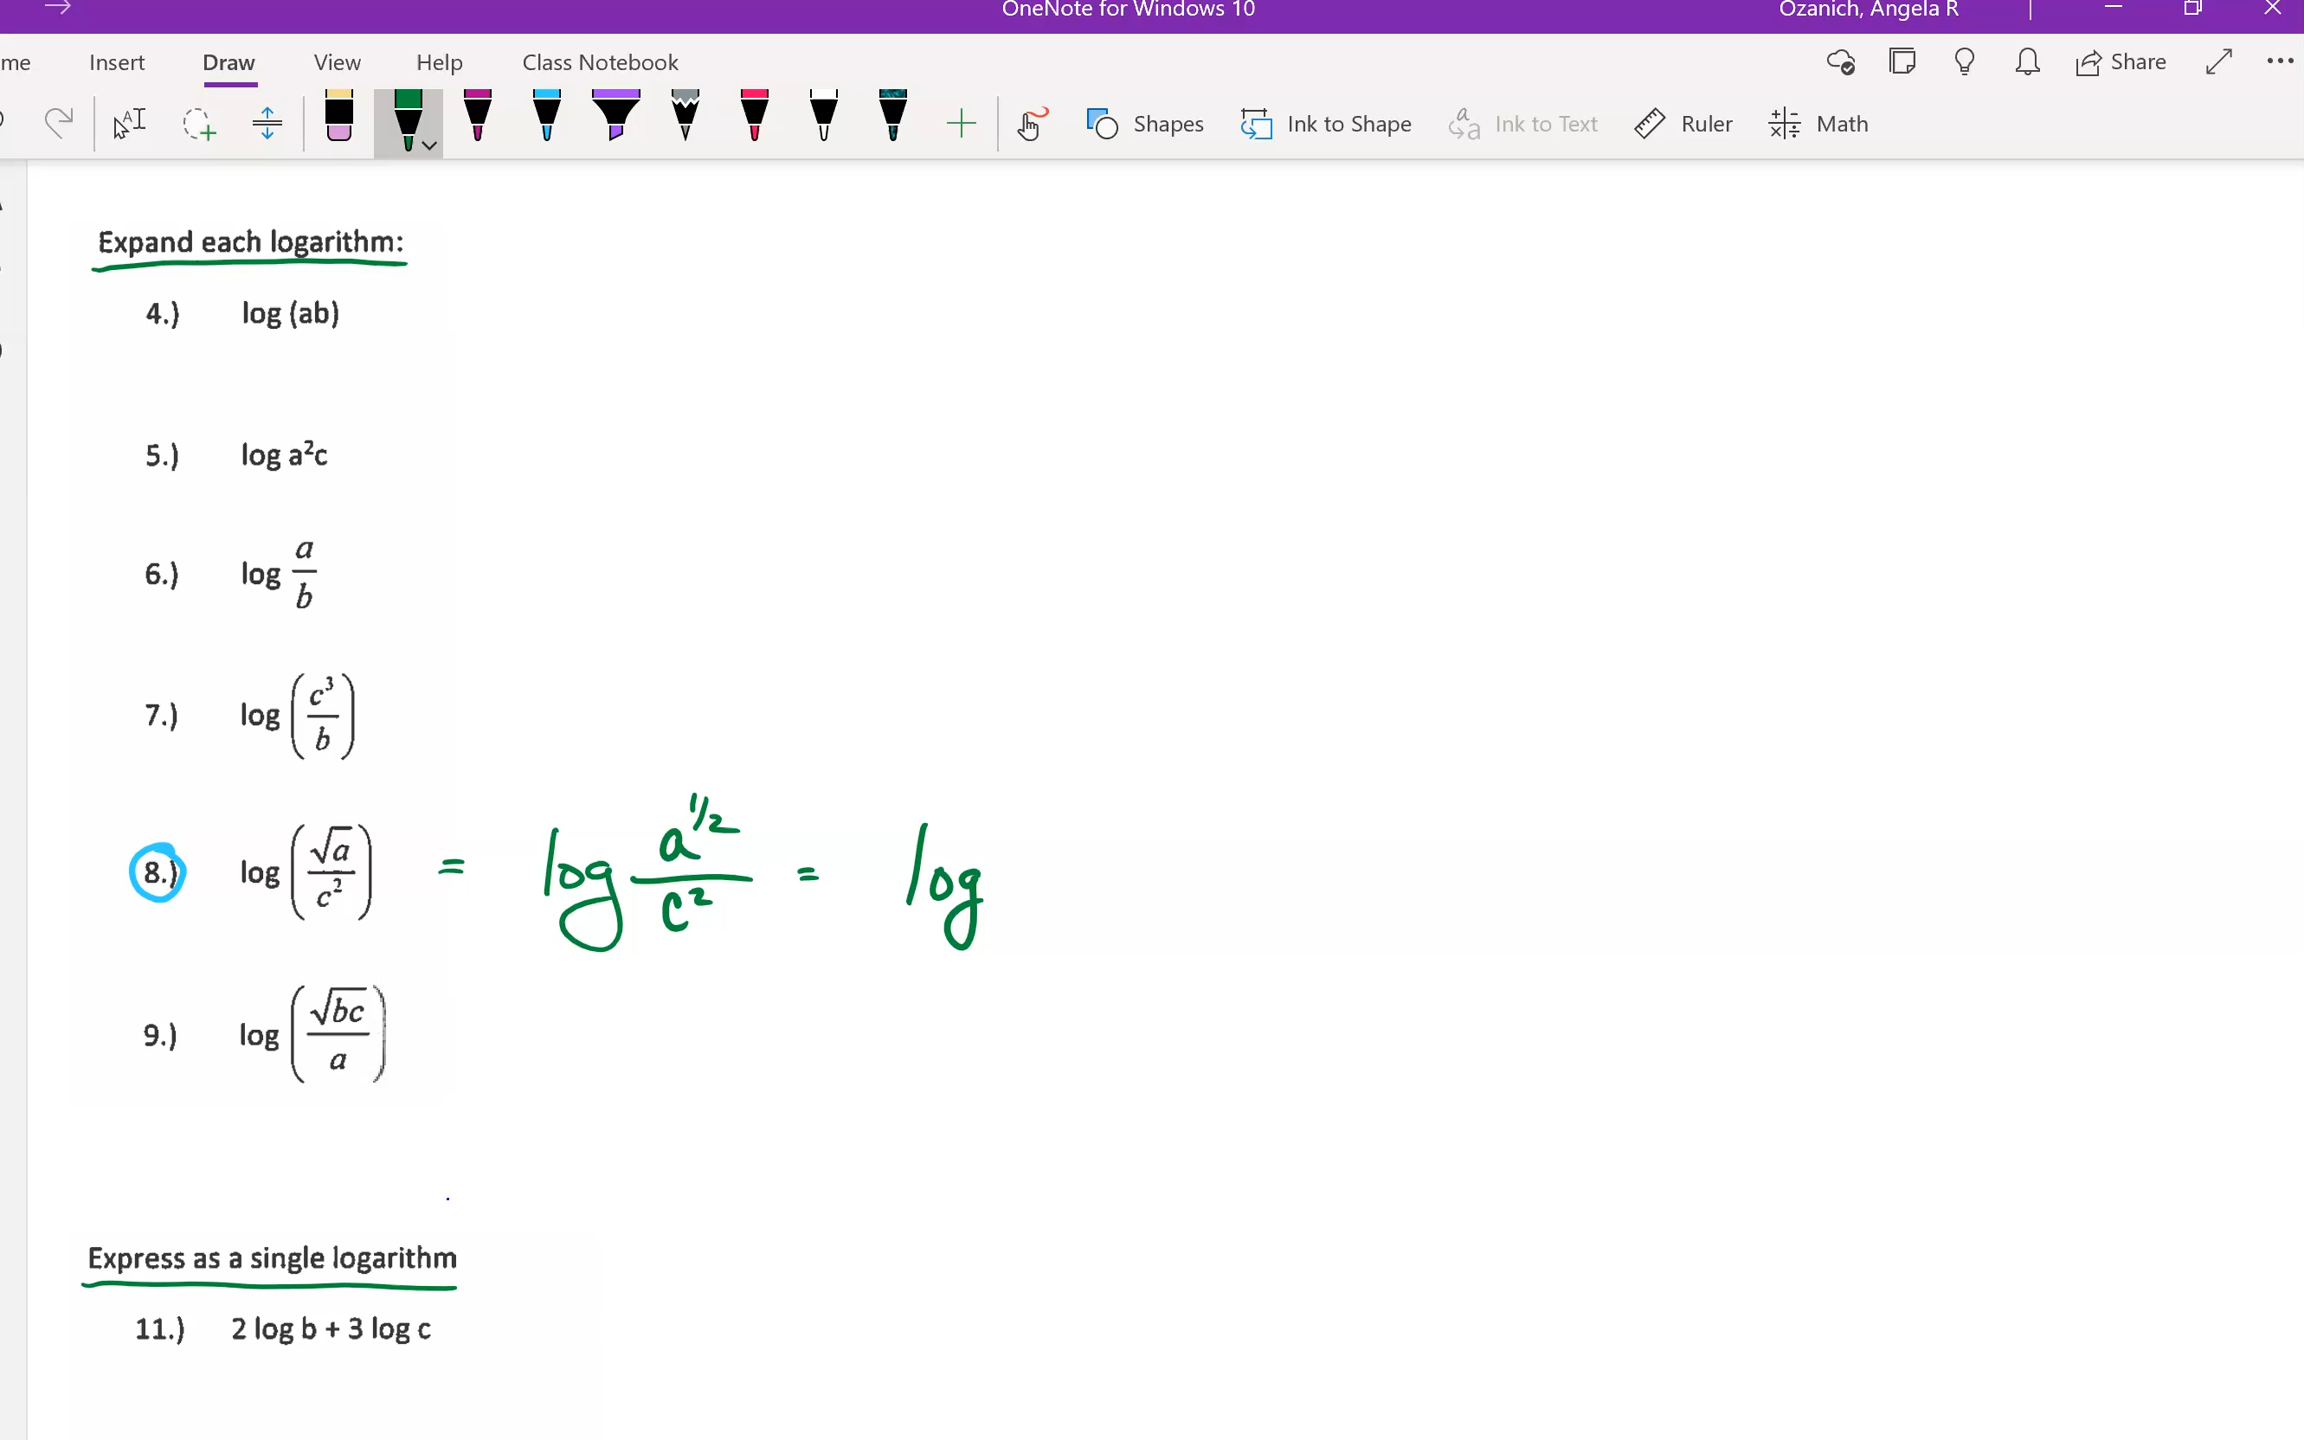 OneNote for Windows 10 Ozanich, Angela R
me Insert Draw View Help Class Notebook Share
Shapes Ink to Shape Ink to Text Ruler Math
Expand each logarithm:
4.) log (ab)
5.) log a²c
6.) log a/b
7.) log (c³/b)
8.) log (√a/c²) = log a^(1/2)/c² = log
9.) log (√bc/a)
Express as a single logarithm
11.) 2 log b + 3 log c